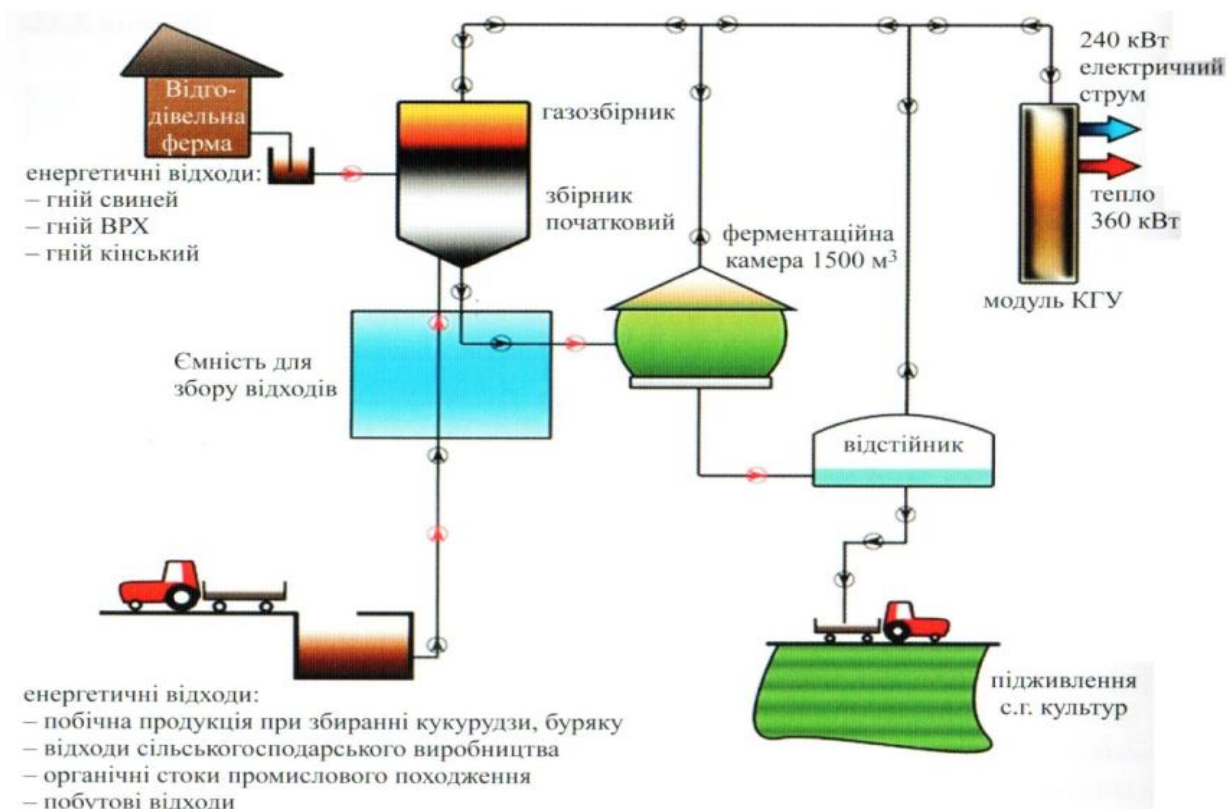 Відго-
дівельна
ферма
енергетичні відходи:
– гній свиней
– гній ВРХ
– гній кінський
газозбірник
збірник
початковий
ферментаційна
камера 1500 м³
240 кВт
електричний
струм
тепло
360 кВт
модуль КГУ
Ємність для
збору відходів
відстійник
підживлення
с.г. культур
енергетичні відходи:
– побічна продукція при збиранні кукурудзи, буряку
– відходи сільськогосподарського виробництва
– органічні стоки промислового походження
– побутові відходи